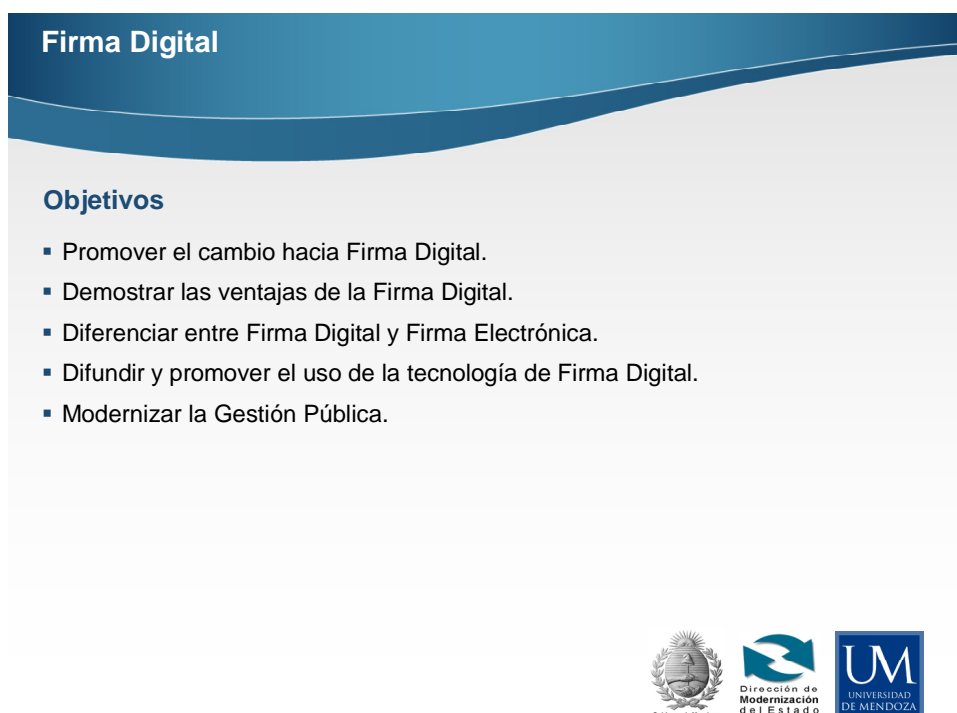 Firma Digital
Objetivos
▪ Promover el cambio hacia Firma Digital.
▪ Demostrar las ventajas de la Firma Digital.
▪ Diferenciar entre Firma Digital y Firma Electrónica.
▪ Difundir y promover el uso de la tecnología de Firma Digital.
▪ Modernizar la Gestión Pública.
Dirección de
Modernización
del Estado
UM
UNIVERSIDAD
DE MENDOZA